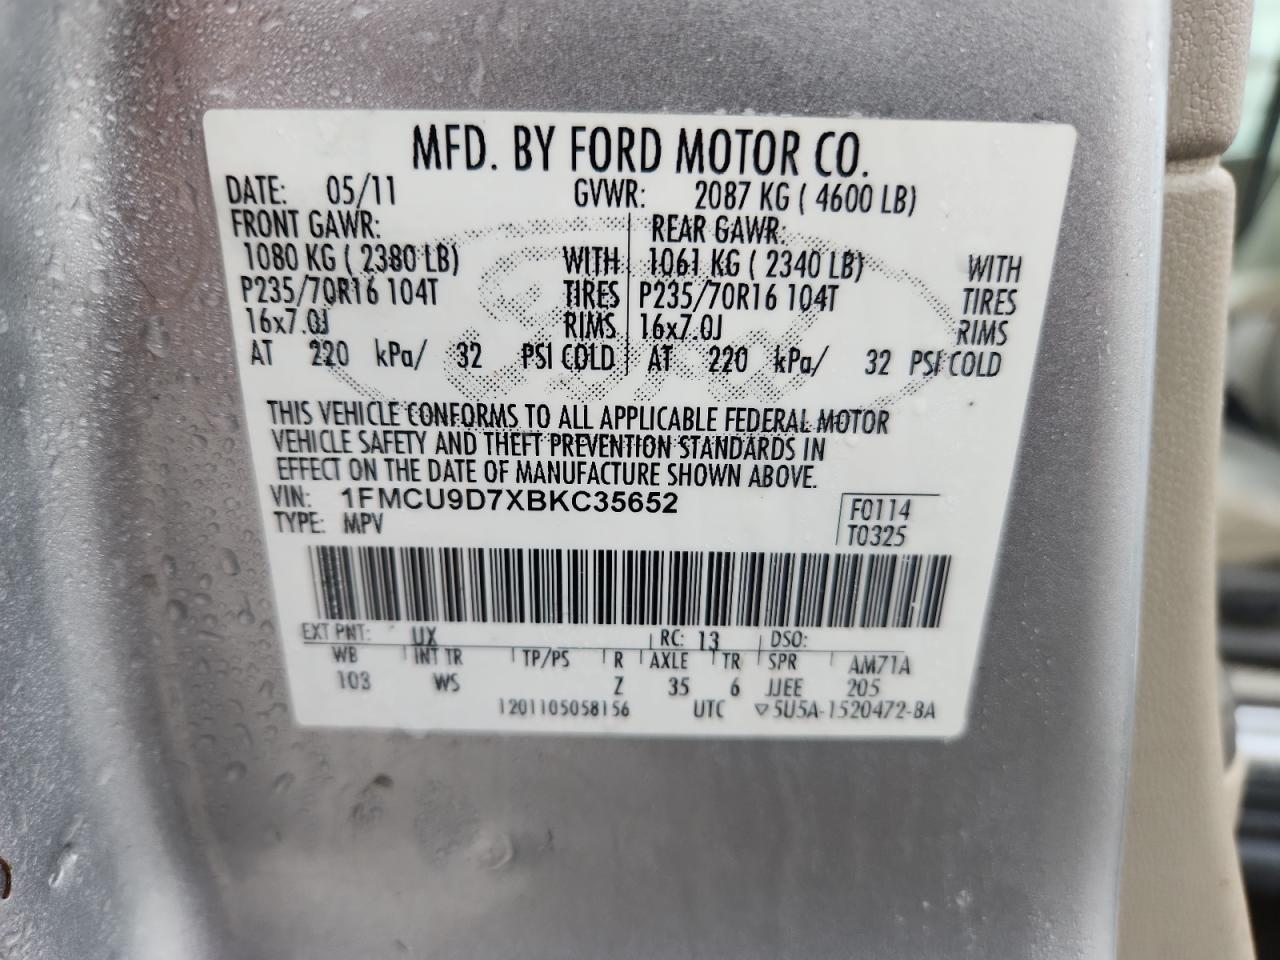 MFD. BY FORD MOTOR CO.
DATE: 05/11 GVWR: 2087 KG ( 4600 LB)
FRONT GAWR: REAR GAWR:
1080 KG ( 2380 LB) WITH 1061 KG ( 2340 LB) WITH
P235/70R16 104T TIRES P235/70R16 104T TIRES
16x7.0J RIMS 16x7.0J RIMS
AT 220 kPa/ 32 PSI COLD AT 220 kPa/ 32 PSI COLD
THIS VEHICLE CONFORMS TO ALL APPLICABLE FEDERAL MOTOR
VEHICLE SAFETY AND THEFT PREVENTION STANDARDS IN
EFFECT ON THE DATE OF MANUFACTURE SHOWN ABOVE.
VIN: 1FMCU9D7XBKC35652 F0114
TYPE: MPV T0325
EXT PNT: UX RC: 13 DSO:
WB INT TR TP/PS R AXLE TR SPR AM71A
103 WS Z 35 6 JJEE 205
1201105058156 UTC ▽5U5A-1520472-BA